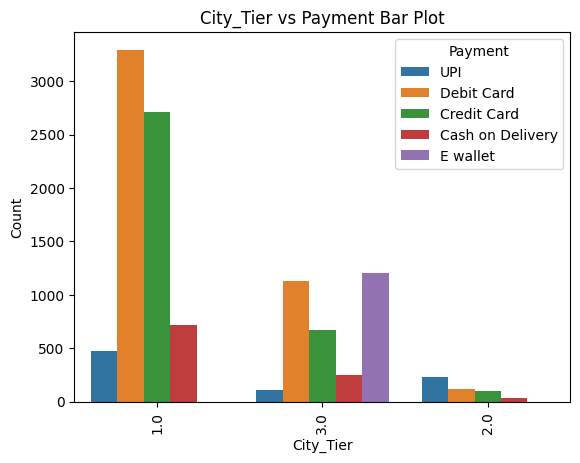 City_Tier vs Payment Bar Plot
Payment
UPI
Debit Card
Credit Card
Cash on Delivery
E wallet
3000
2500
2000
1500
1000
500
0
Count
1.0
3.0
2.0
City_Tier